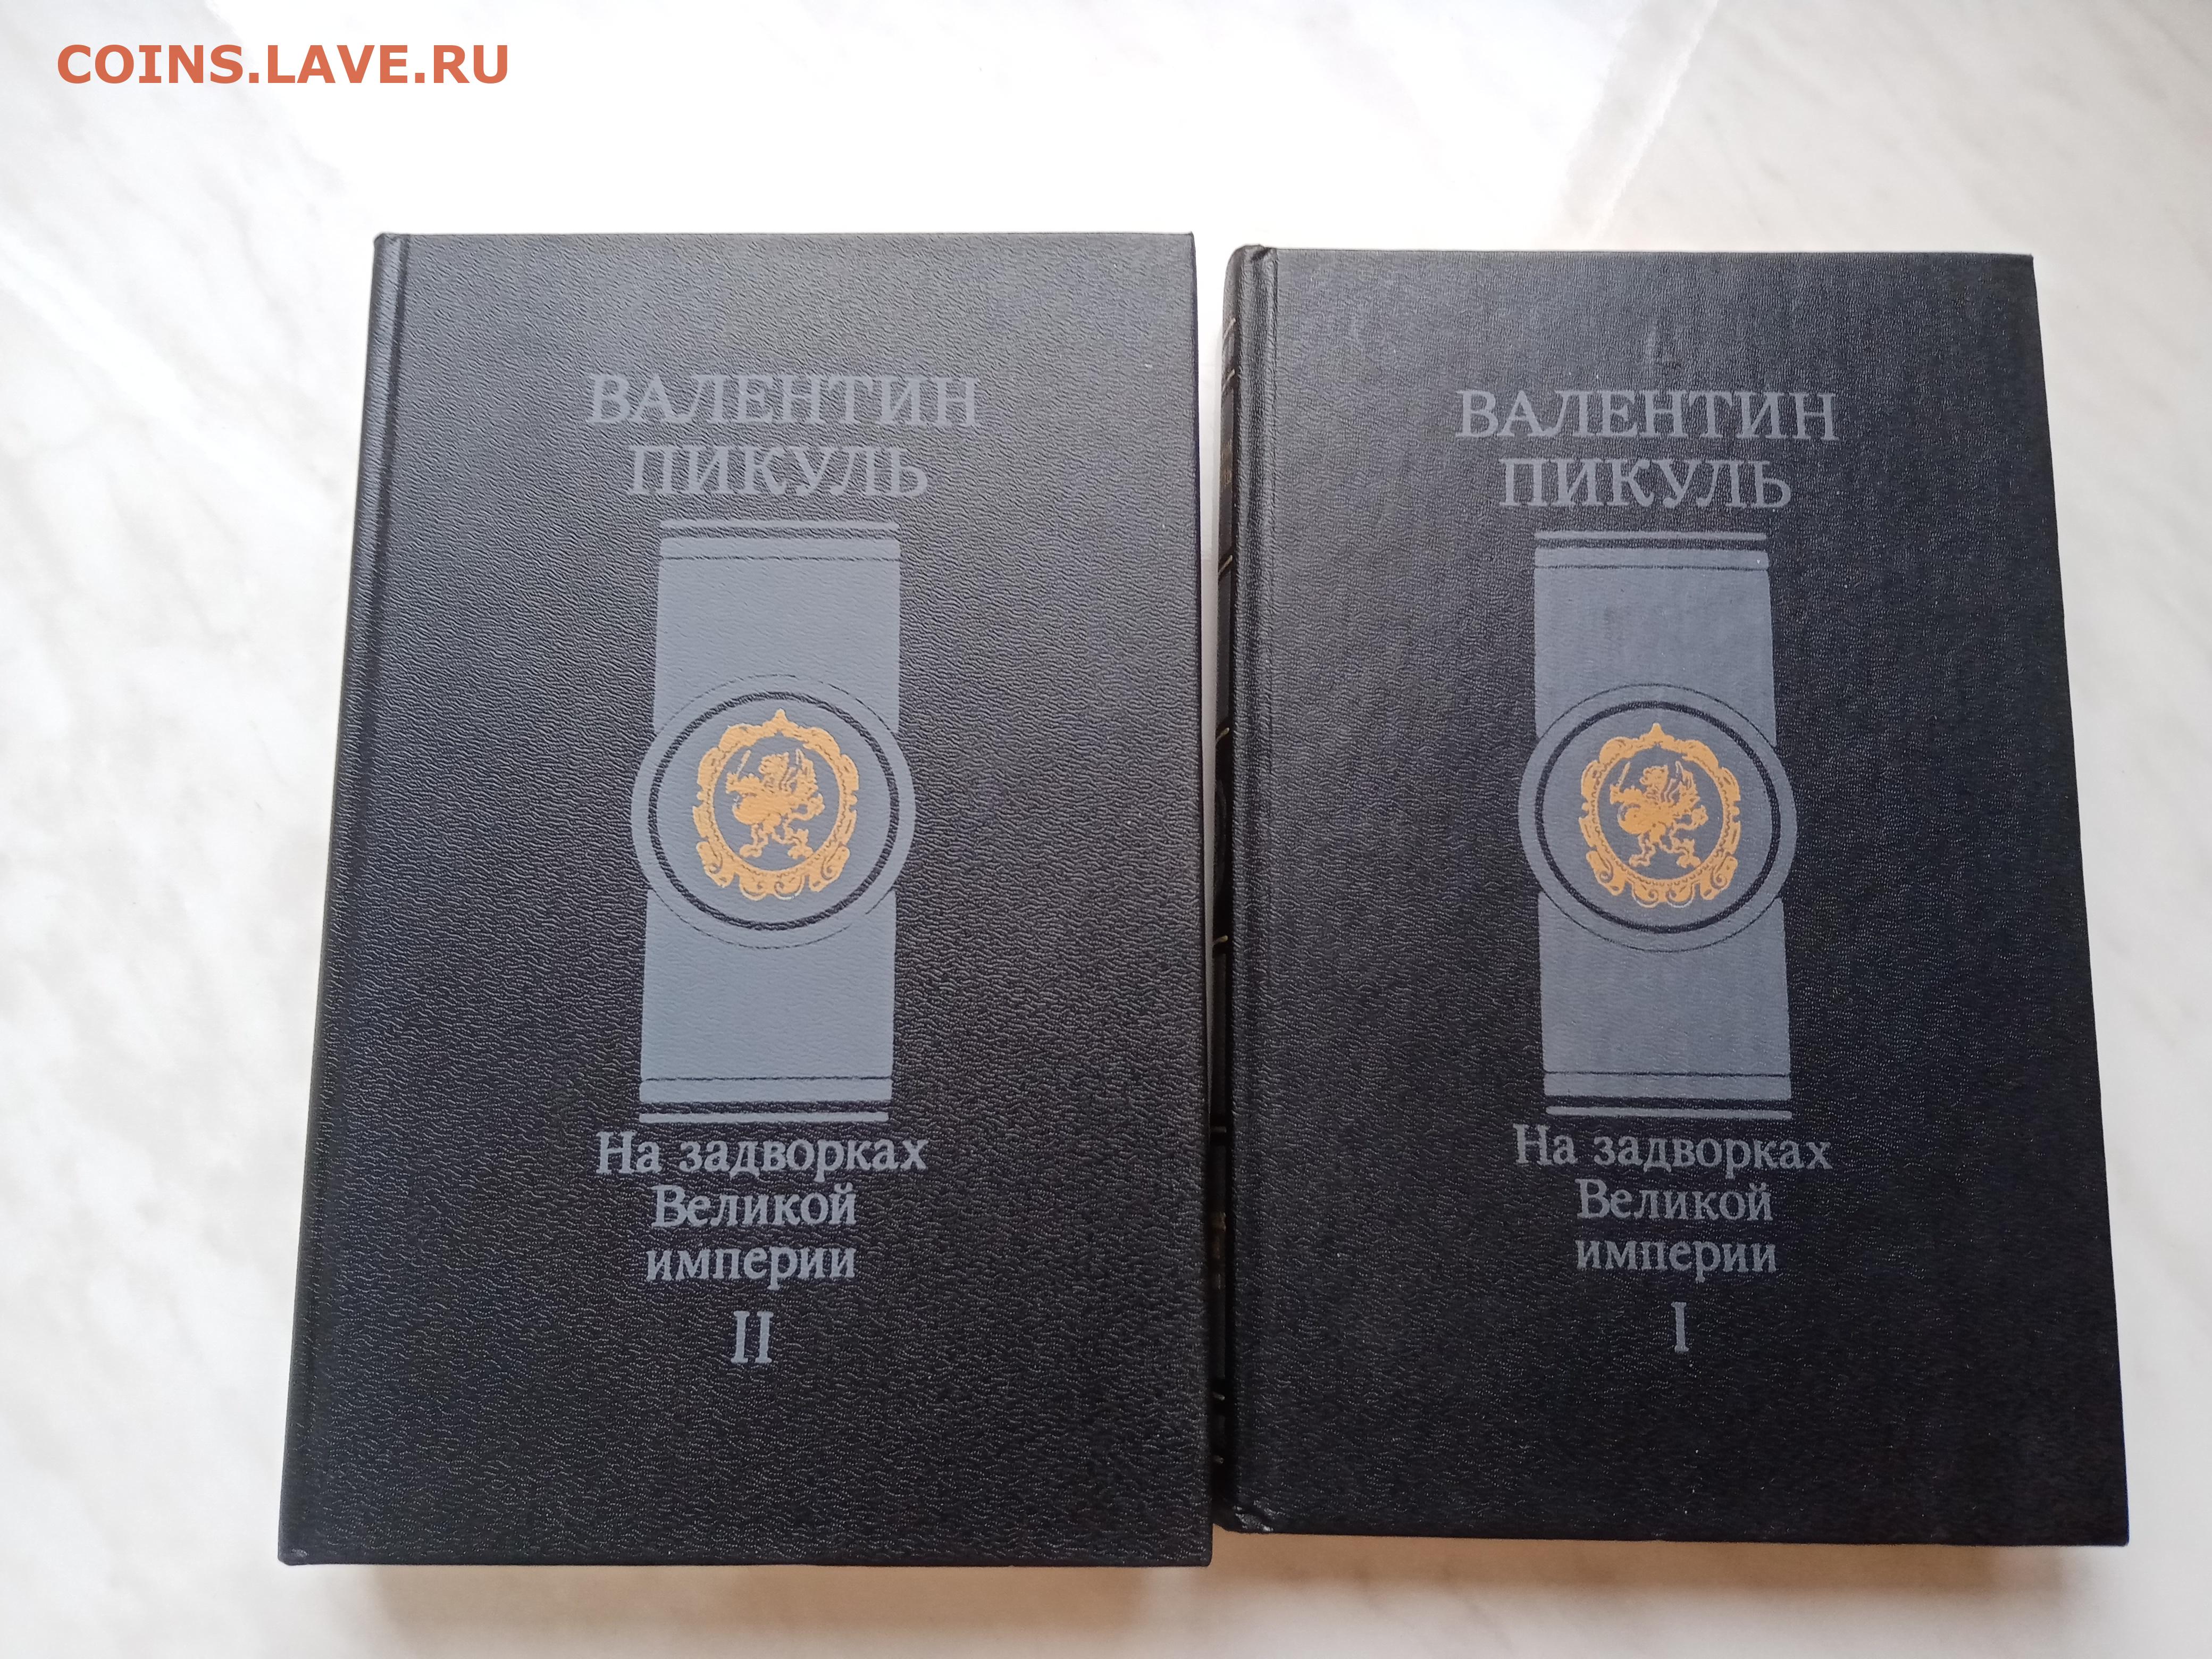 COINS.LAVE.RU
ВАЛЕНТИН
ПИКУЛЬ
На задворках
Великой
империи
II
ВАЛЕНТИН
ПИКУЛЬ
На задворках
Великой
империи
I